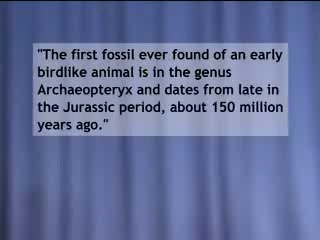 "The first fossil ever found of an early
birdlike animal is in the genus
Archaeopteryx and dates from late in
the Jurassic period, about 150 million
years ago."